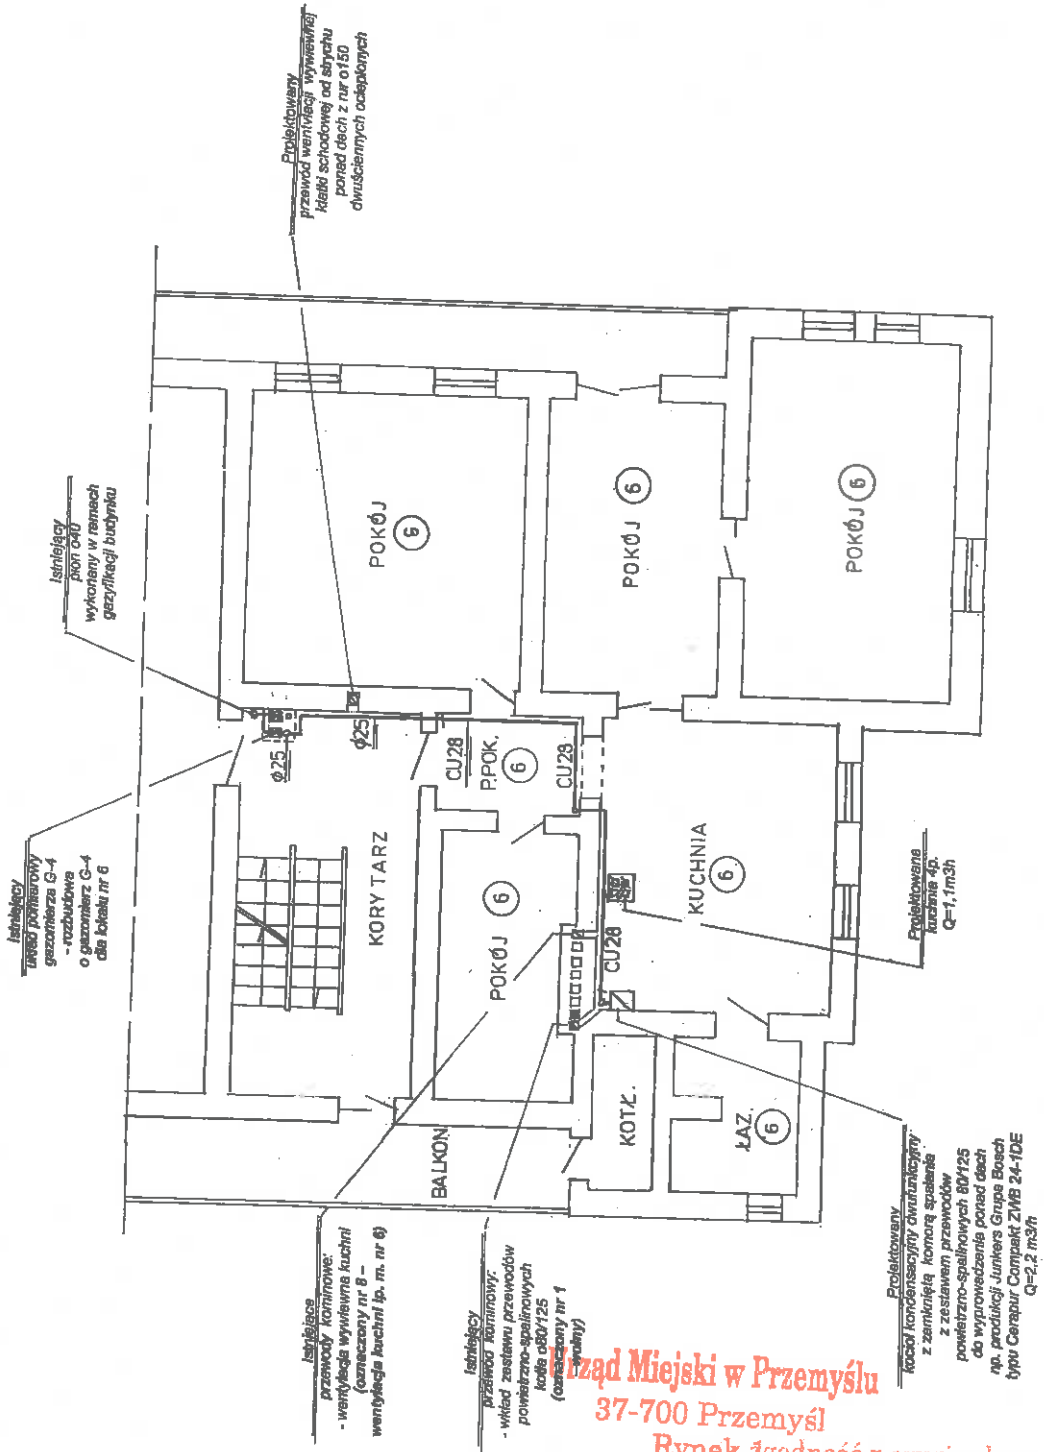 Projektowany
przewód wentylacji wywiewnej
klatki schodowej od strychu
ponad dach z rur o150
dwuściennych ocieplonych
Istniejący
pion o40
wykonany w ramach
gazyfikacji budynku
Istniejący
układ pomiarowy
gazomierza G-4
- rozbudowa
o gazomierz G-4
dla lokalu nr 6
POKÓJ
6
POKÓJ 6
POKÓJ 6
ϕ25
ϕ25
CU28
P.POK.
6
CU28
KORYTARZ
POKÓJ
6
KUCHNIA
6
CU28
BALKON
KOTŁ.
ŁAZ.
6
Projektowana
kuchnia 4p.
Q=1,1m3h
Istniejące
przewody kominowe:
- wentylacja wywiewna kuchni
(oznaczony nr 8 –
wentylacja kuchni lp. m. nr 6)
Istniejący
przewód kominowy:
- wkład zestawu przewodów
powietrzno-spalinowych
kotła o80/125
(oznaczony nr 1
wolny)
Projektowany
kocioł kondensacyjny dwufunkcyjny
z zamkniętą komorą spalania
z zestawem przewodów
powietrzno-spalinowych 80/125
do wyprowadzenia ponad dach
np. produkcji Junkers Grupa Bosch
typu Cerapur Compakt ZWB 24-1DE
Q=2,2 m3/h
Urząd Miejski w Przemyślu
37-700 Przemyśl
Rynek